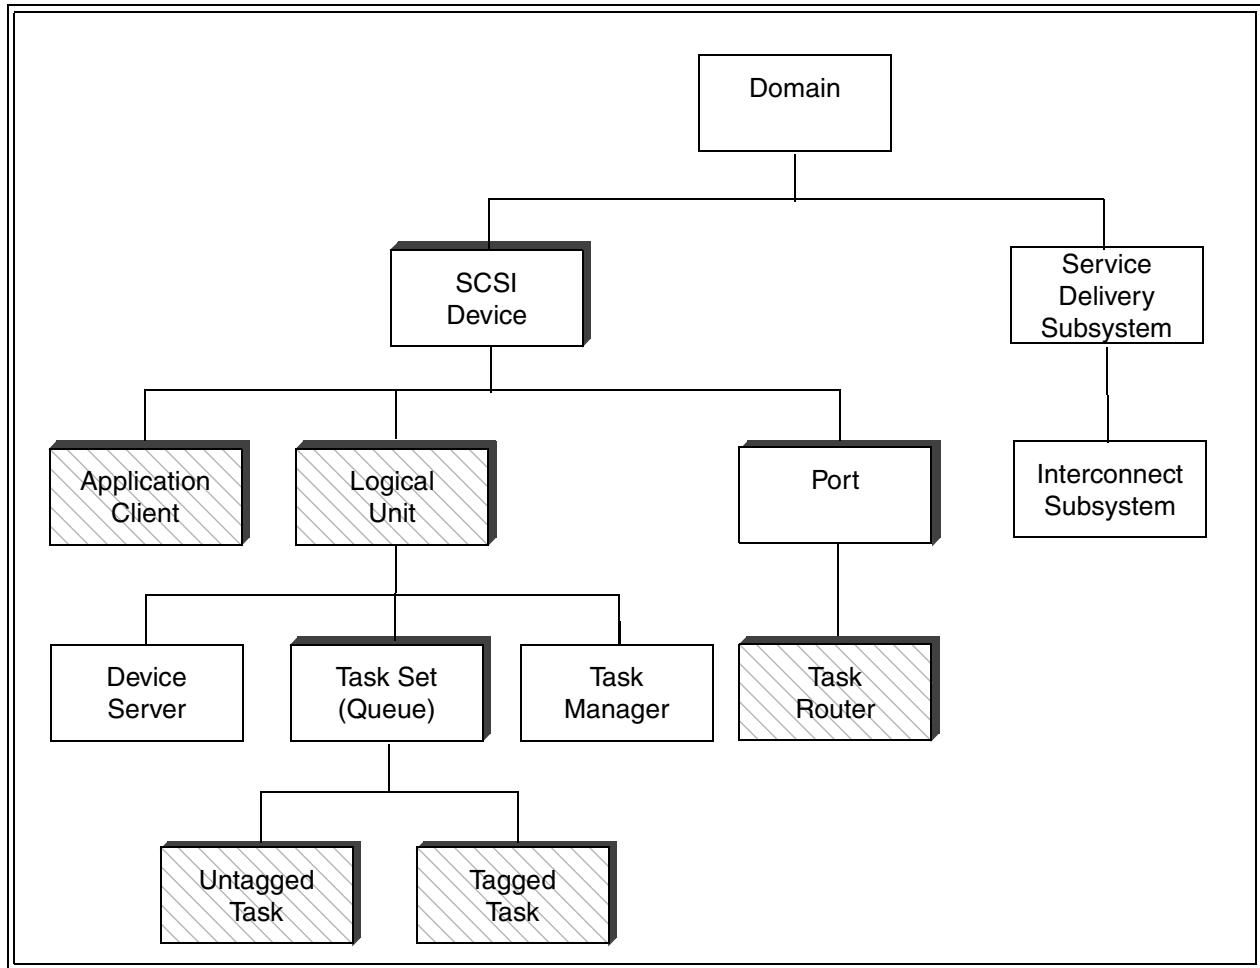 Domain
SCSI
Device
Service
Delivery
Subsystem
Application
Client
Logical
Unit
Port
Interconnect
Subsystem
Device
Server
Task Set
(Queue)
Task
Manager
Task
Router
Untagged
Task
Tagged
Task